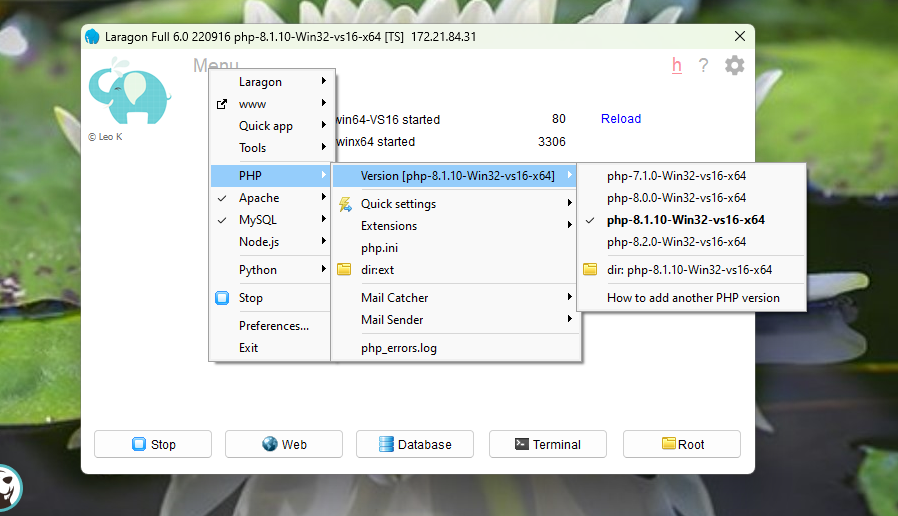 Laragon Full 6.0 220916 php-8.1.10-Win32-vs16-x64 [TS] 172.21.84.31
Menu
h ?
© Leo K
win64-VS16 started 80 Reload
winx64 started 3306
Laragon
www
Quick app
Tools
PHP
Apache
MySQL
Node.js
Python
Stop
Preferences...
Exit
Version [php-8.1.10-Win32-vs16-x64]
Quick settings
Extensions
php.ini
dir:ext
Mail Catcher
Mail Sender
php_errors.log
php-7.1.0-Win32-vs16-x64
php-8.0.0-Win32-vs16-x64
php-8.1.10-Win32-vs16-x64
php-8.2.0-Win32-vs16-x64
dir: php-8.1.10-Win32-vs16-x64
How to add another PHP version
Stop Web Database Terminal Root